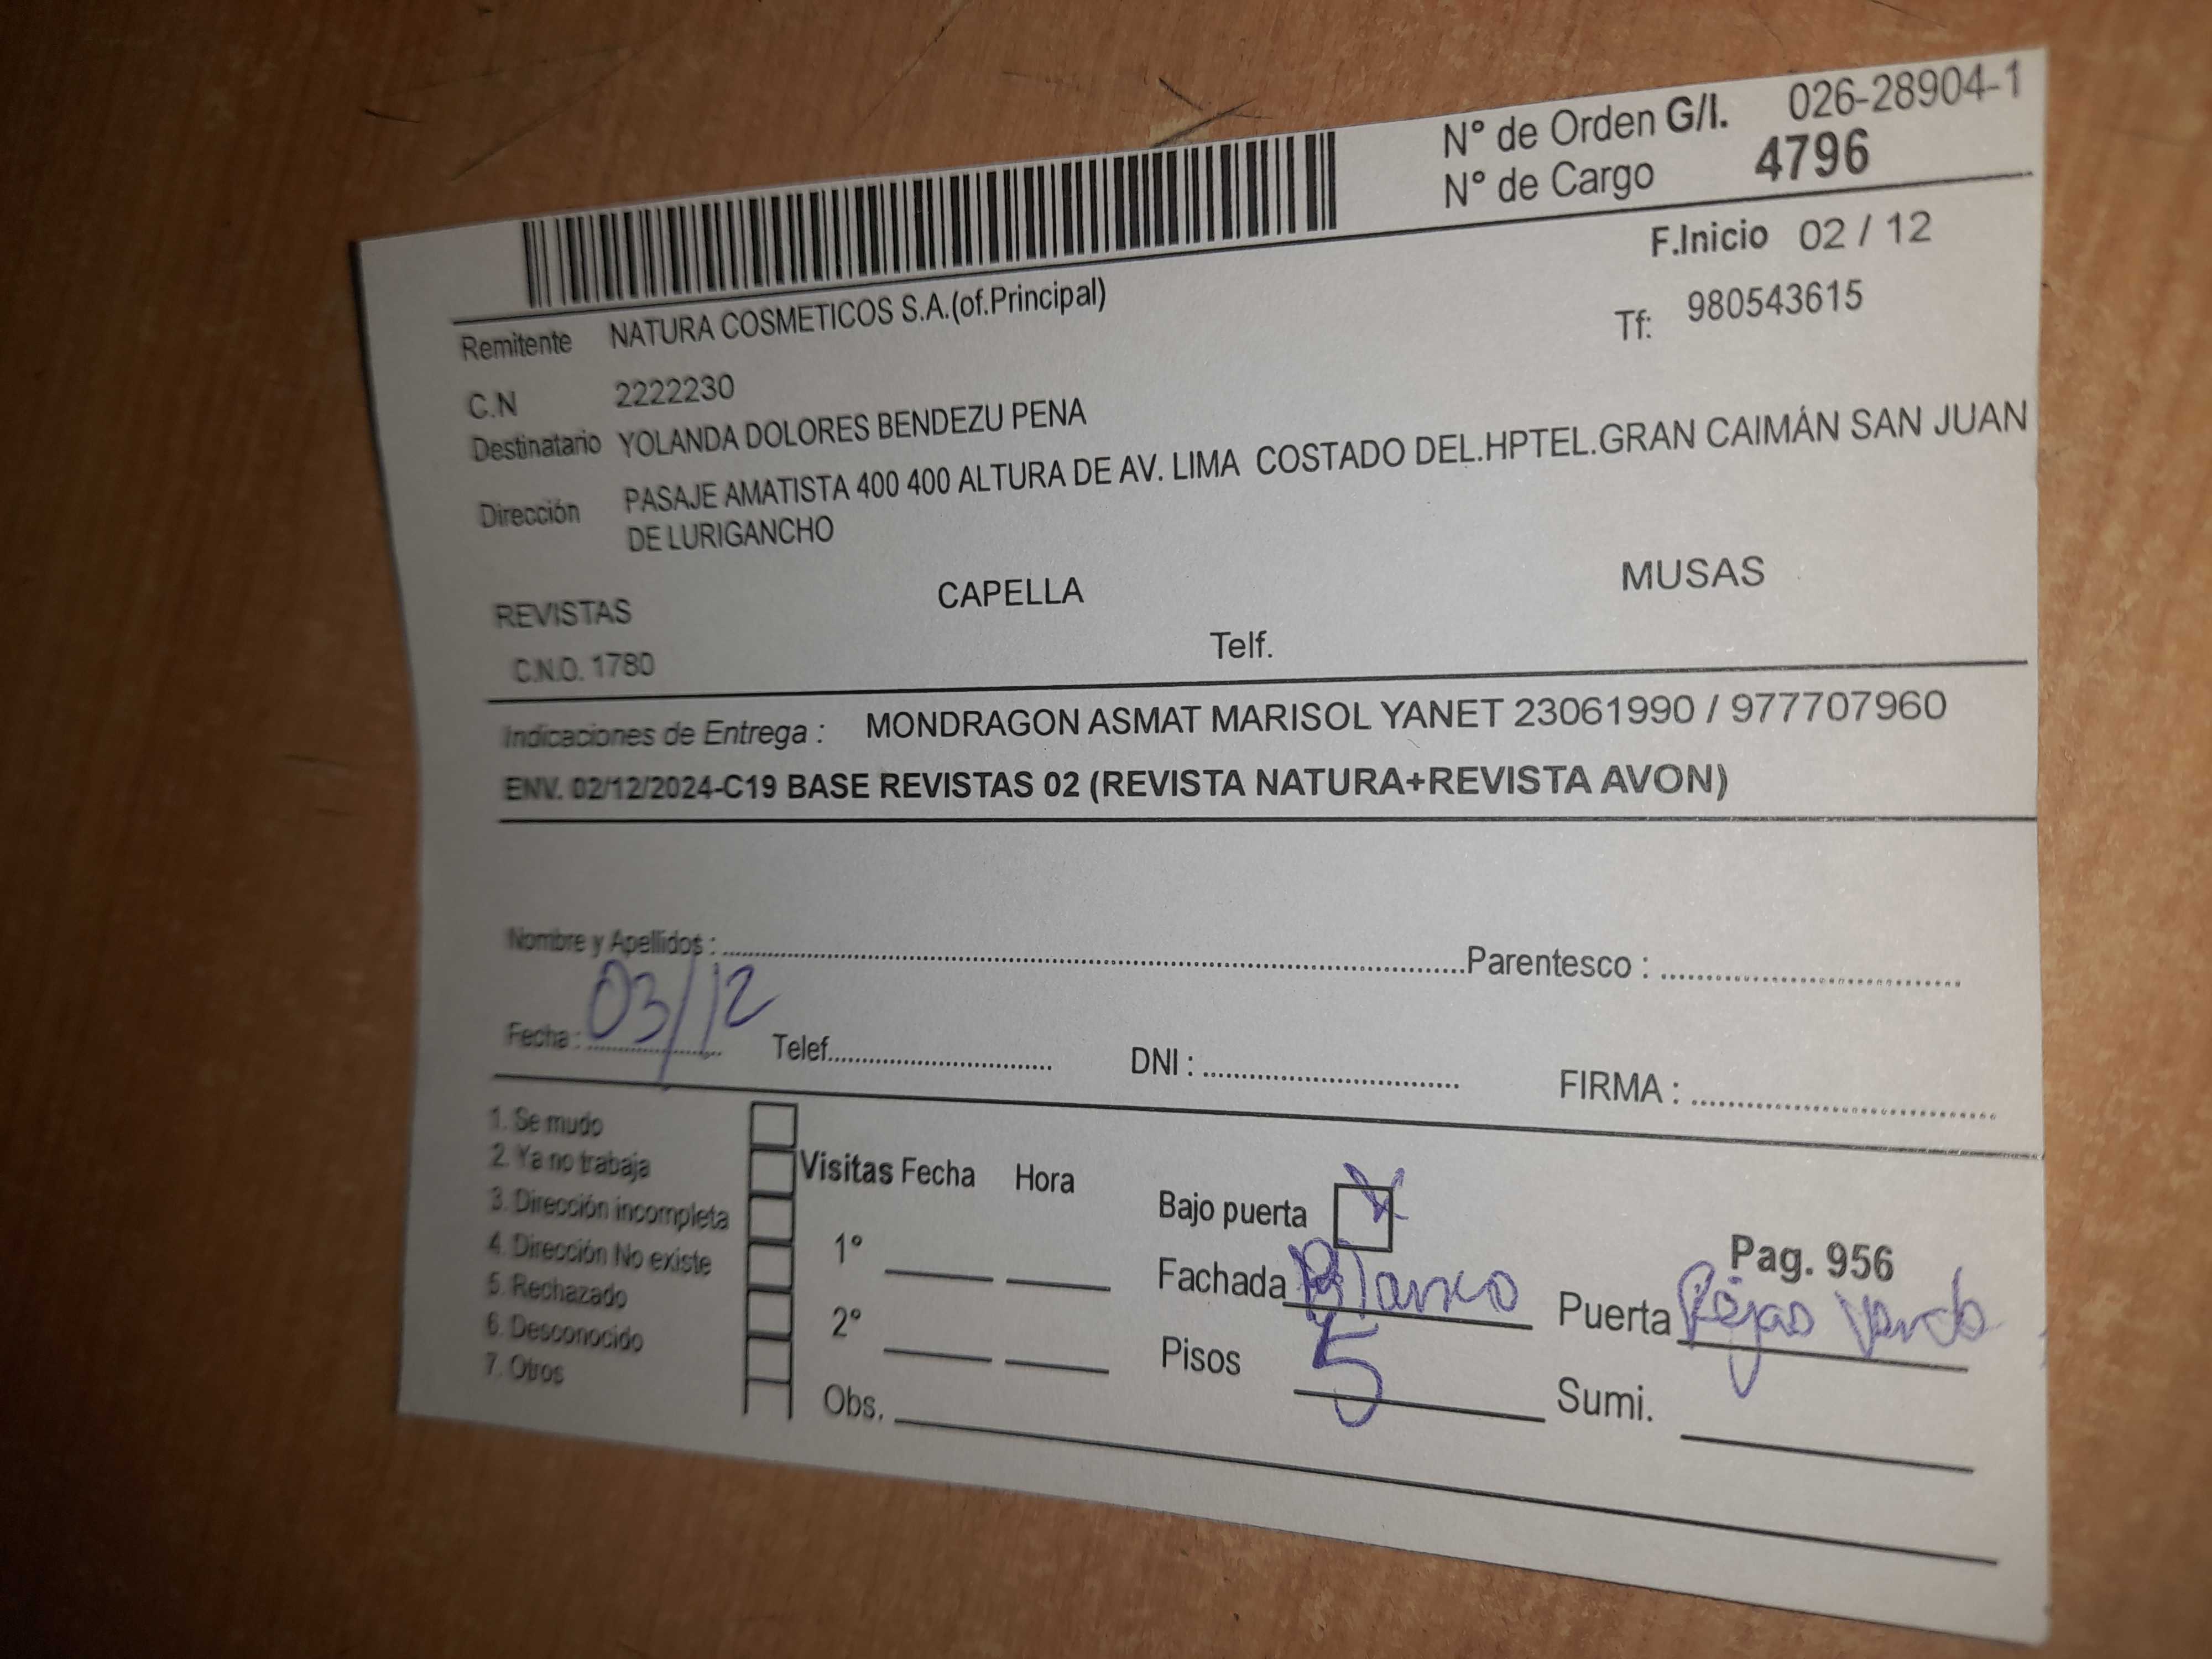 N° de Orden G/I. 026-28904-1
N° de Cargo 4796
F.Inicio 02 / 12
Remitente NATURA COSMETICOS S.A.(of.Principal)
Tf: 980543615
C.N 2222230
Destinatario YOLANDA DOLORES BENDEZU PENA
Dirección PASAJE AMATISTA 400 400 ALTURA DE AV. LIMA COSTADO DEL.HPTEL.GRAN CAIMÁN SAN JUAN
DE LURIGANCHO
REVISTAS CAPELLA MUSAS
C.N.O. 1780 Telf.
Indicaciones de Entrega : MONDRAGON ASMAT MARISOL YANET 23061990 / 977707960
ENV. 02/12/2024-C19 BASE REVISTAS 02 (REVISTA NATURA+REVISTA AVON)
Nombre y Apellidos : Parentesco :
Fecha : 03/12 Telef. DNI : FIRMA :
1. Se mudo
2. Ya no trabaja
3. Dirección incompleta
4. Dirección No existe
5. Rechazado
6. Desconocido
7. Otros
Visitas Fecha Hora
1°
2°
Obs.
Bajo puerta X
Pag. 956
Fachada Blanco Puerta Rejas
Pisos 5 Sumi.